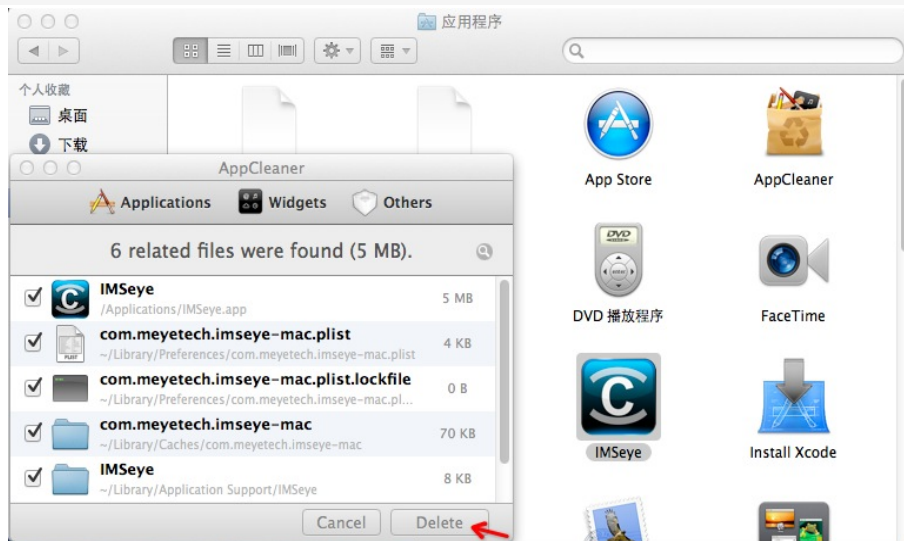 应用程序
个人收藏
桌面
下载
App Store
AppCleaner
DVD
DVD 播放程序
FaceTime
IMSeye
Install Xcode
AppCleaner
Applications
Widgets
Others
6 related files were found (5 MB).
IMSeye
/Applications/IMSeye.app
5 MB
com.meyetech.imseye-mac.plist
~/Library/Preferences/com.meyetech.imseye-mac.plist
4 KB
com.meyetech.imseye-mac.plist.lockfile
~/Library/Preferences/com.meyetech.imseye-mac.pl...
0 B
com.meyetech.imseye-mac
~/Library/Caches/com.meyetech.imseye-mac
70 KB
IMSeye
~/Library/Application Support/IMSeye
8 KB
Cancel
Delete